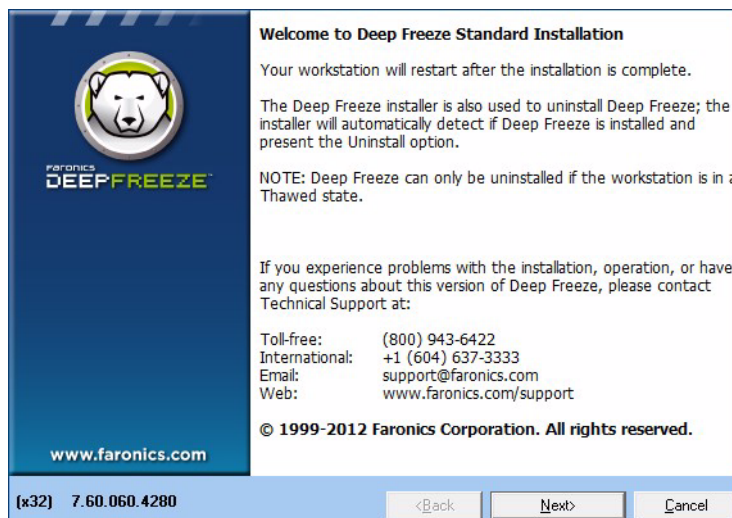 Welcome to Deep Freeze Standard Installation
Your workstation will restart after the installation is complete.
The Deep Freeze installer is also used to uninstall Deep Freeze; the
installer will automatically detect if Deep Freeze is installed and
present the Uninstall option.
NOTE: Deep Freeze can only be uninstalled if the workstation is in a
Thawed state.
If you experience problems with the installation, operation, or have
any questions about this version of Deep Freeze, please contact
Technical Support at:
Toll-free: (800) 943-6422
International: +1 (604) 637-3333
Email: support@faronics.com
Web: www.faronics.com/support
© 1999-2012 Faronics Corporation. All rights reserved.
FARONICS
DEEPFREEZE
www.faronics.com
(x32) 7.60.060.4280
<Back
Next>
Cancel